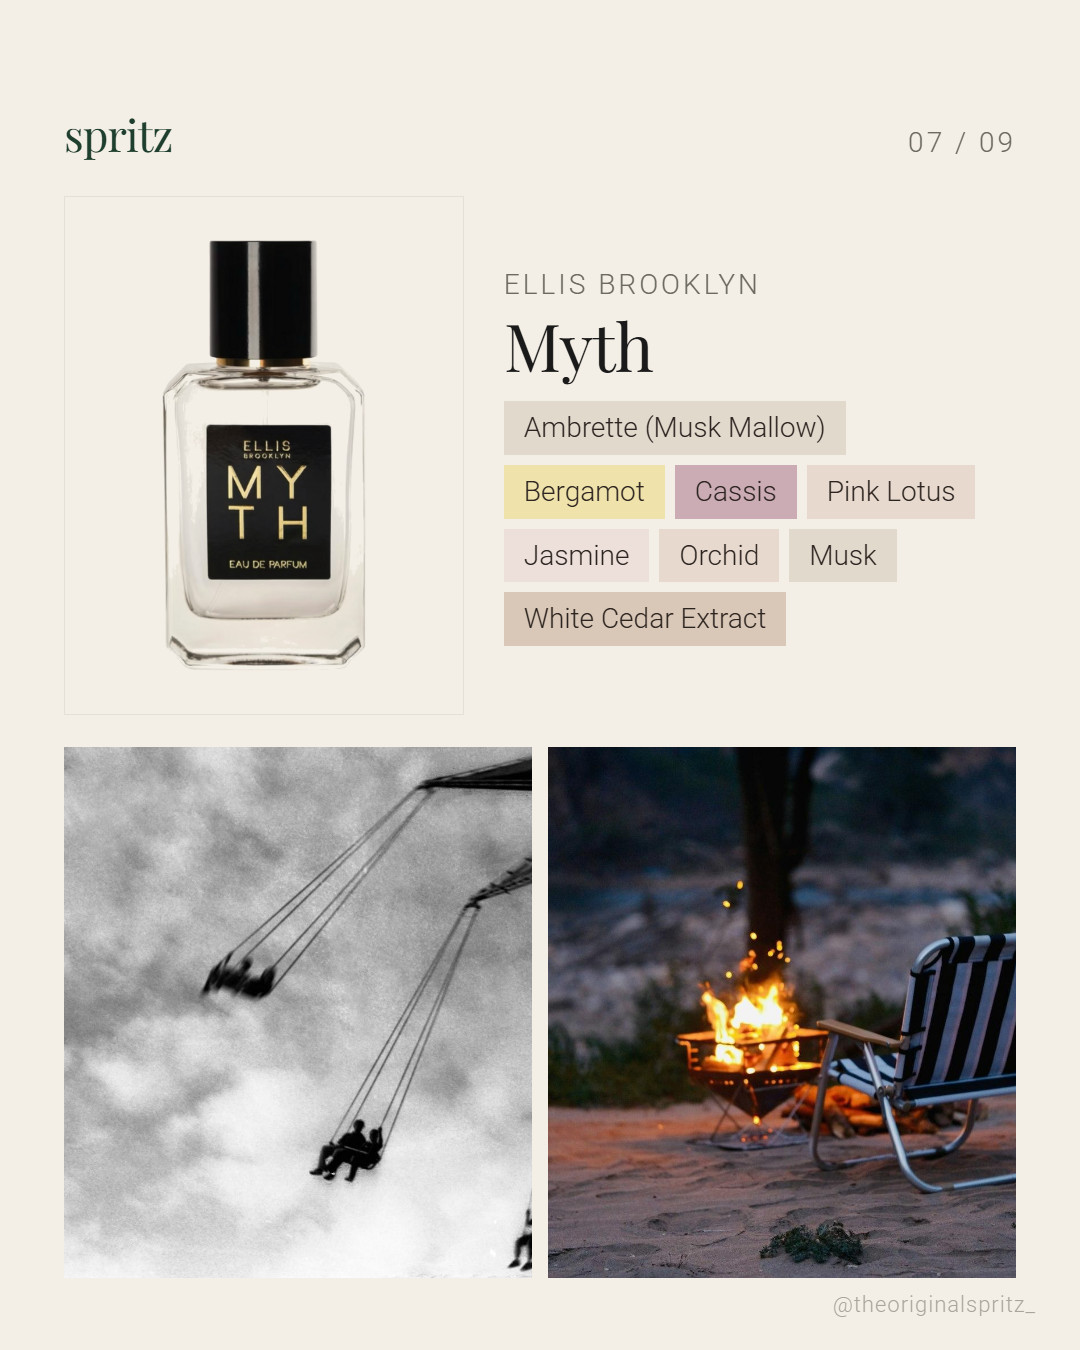 spritz
07 / 09
ELLIS
BROOKLYN
MY
TH
EAU DE PARFUM
ELLIS BROOKLYN
Myth
Ambrette (Musk Mallow)
Bergamot Cassis Pink Lotus
Jasmine Orchid Musk
White Cedar Extract
@theoriginalspritz_